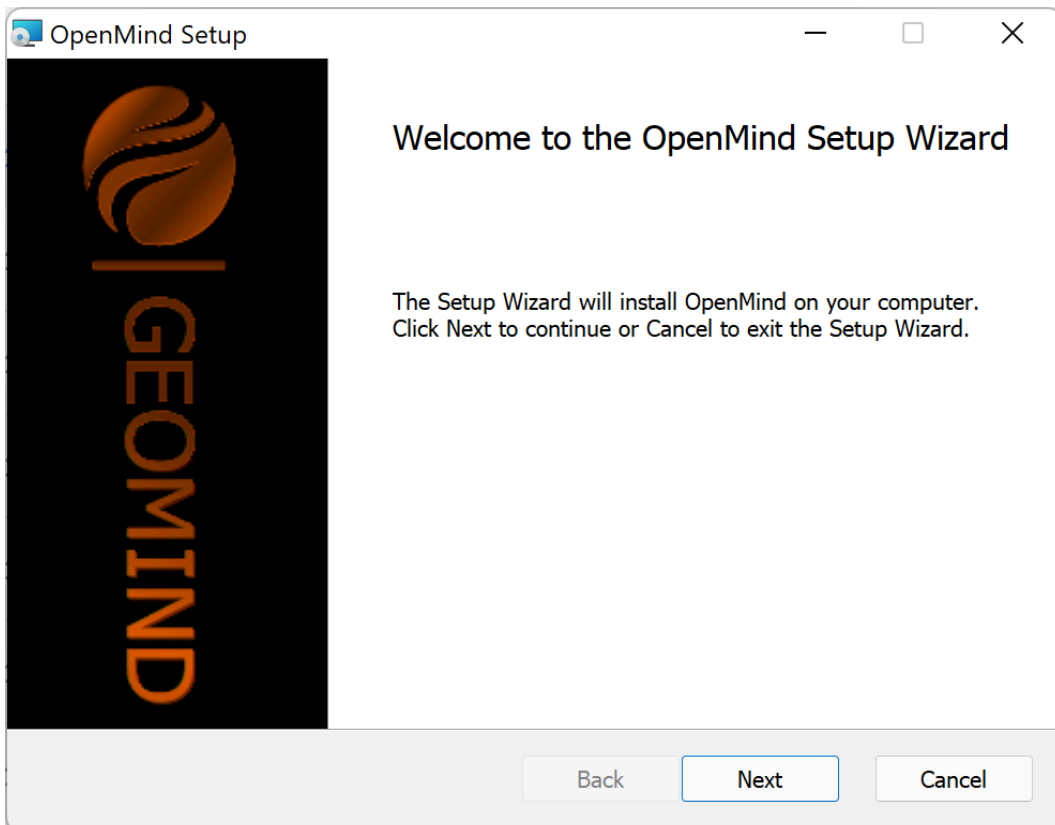 OpenMind Setup
GEOMIND
Welcome to the OpenMind Setup Wizard
The Setup Wizard will install OpenMind on your computer.
Click Next to continue or Cancel to exit the Setup Wizard.
Back
Next
Cancel